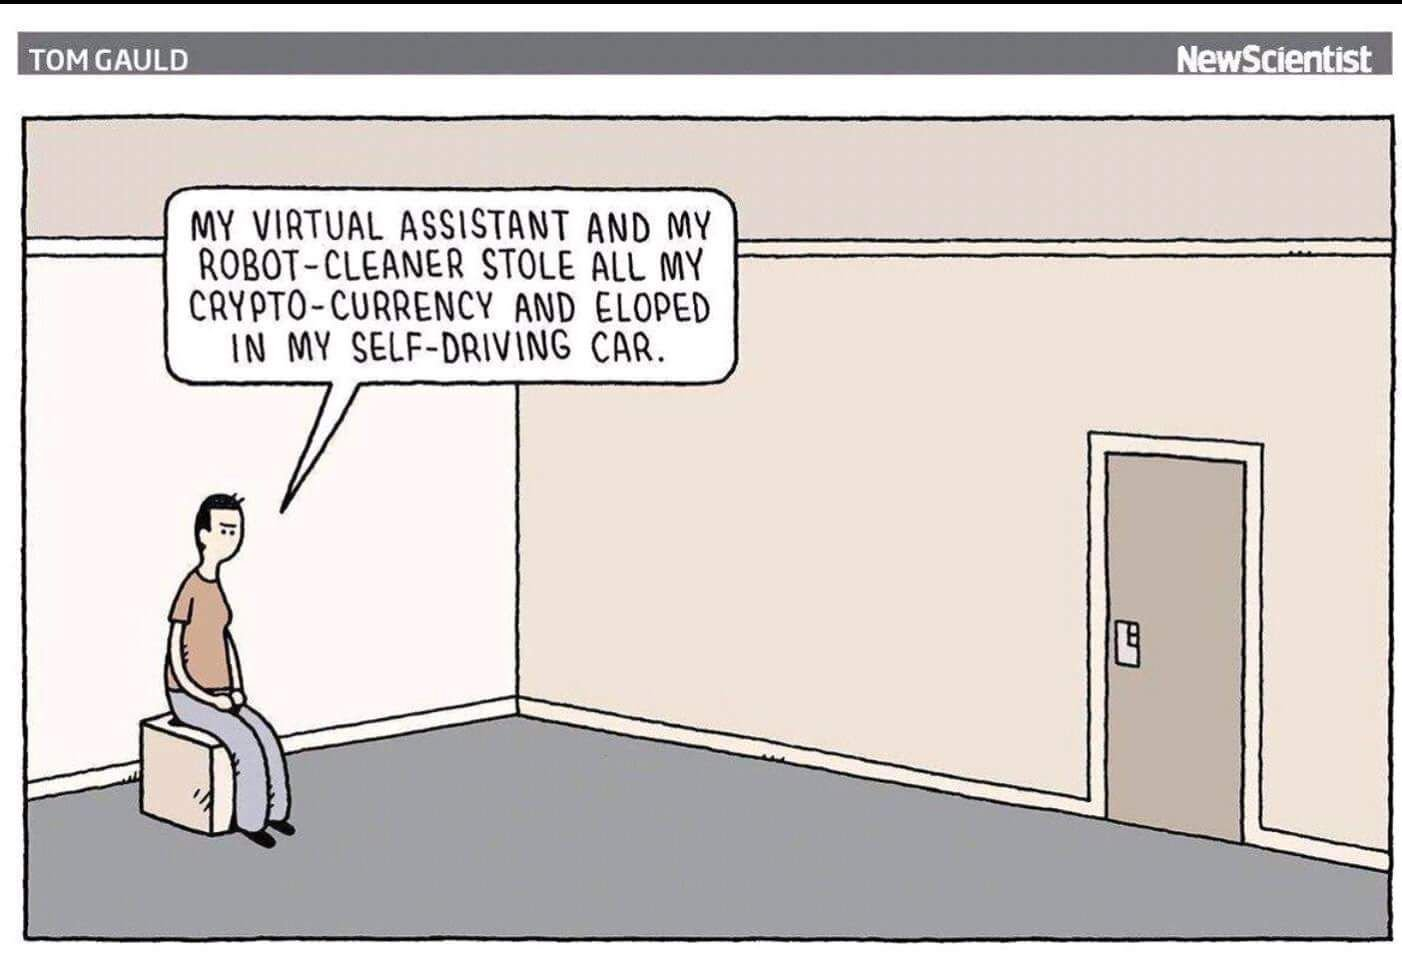 TOM GAULD
NewScientist
MY VIRTUAL ASSISTANT AND MY
ROBOT-CLEANER STOLE ALL MY
CRYPTO-CURRENCY AND ELOPED
IN MY SELF-DRIVING CAR.